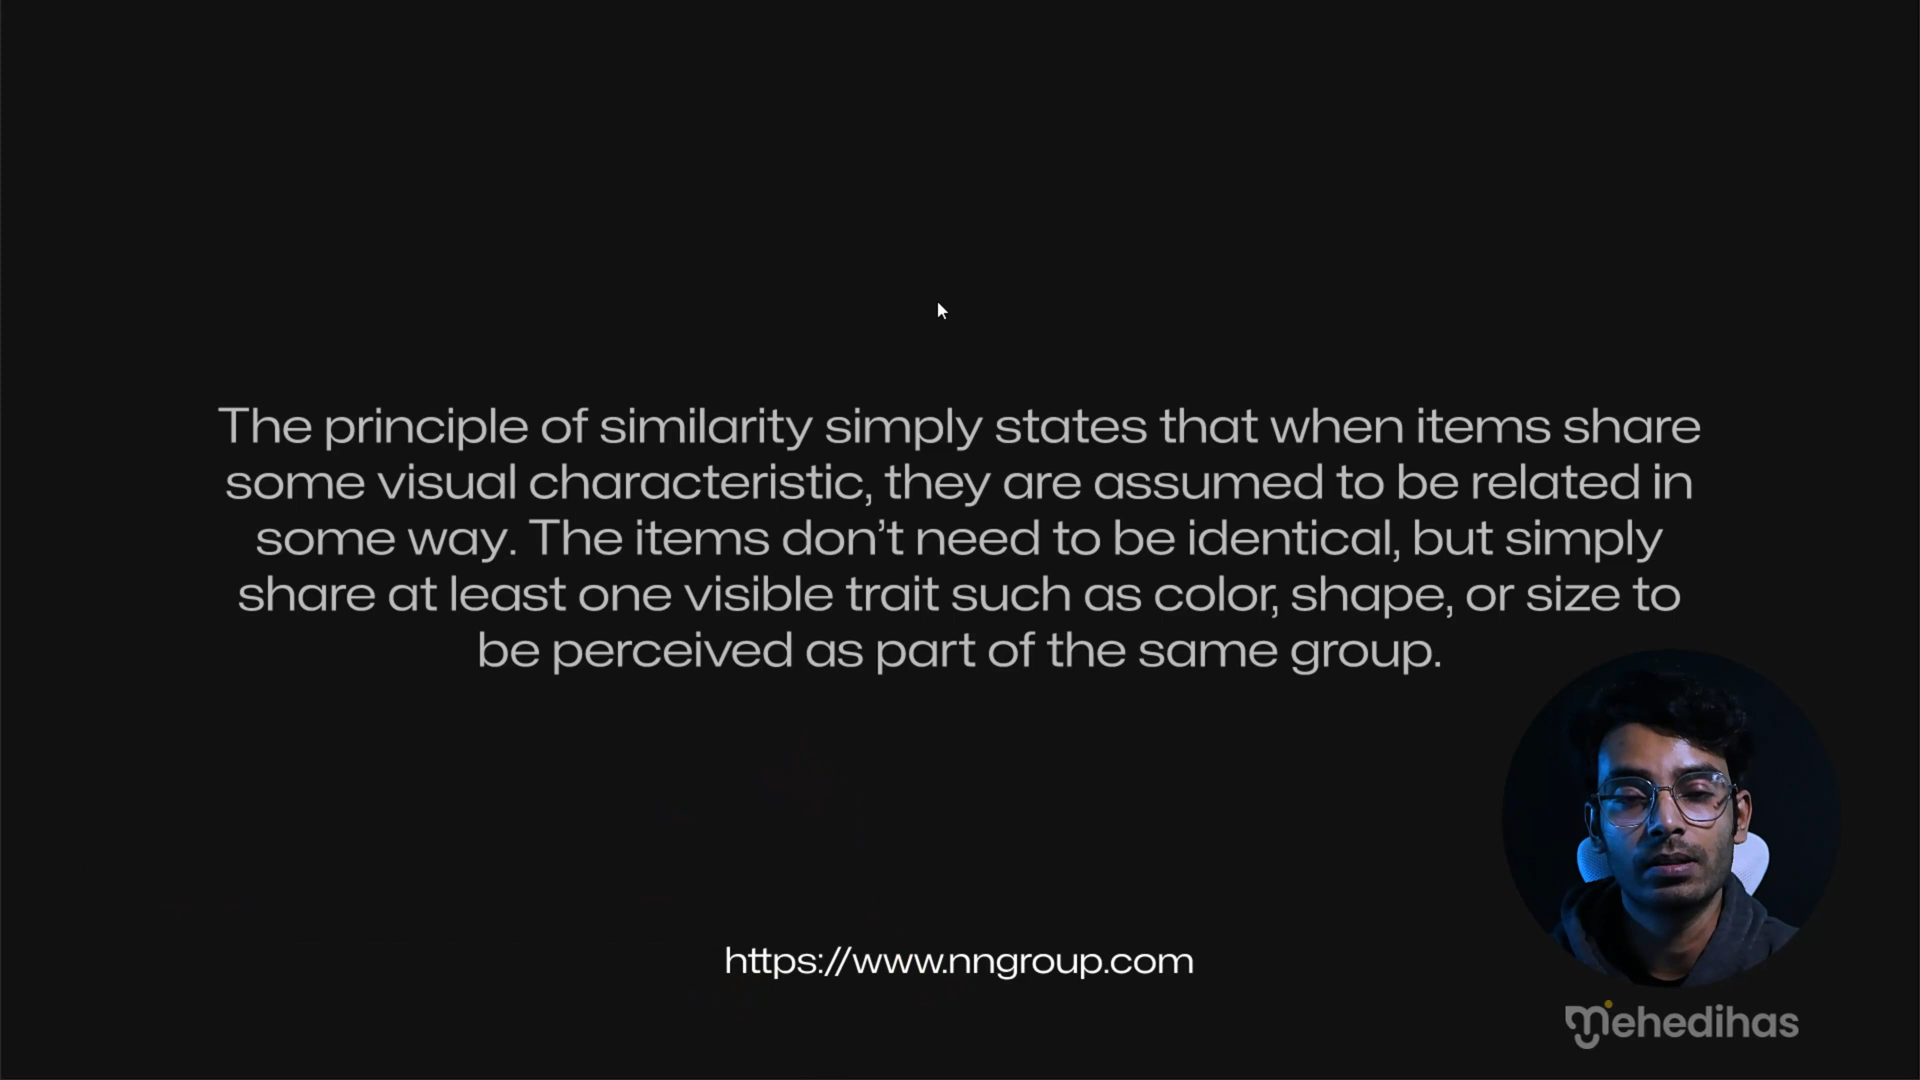 The principle of similarity simply states that when items share
some visual characteristic, they are assumed to be related in
some way. The items don’t need to be identical, but simply
share at least one visible trait such as color, shape, or size to
be perceived as part of the same group.
https://www.nngroup.com
mehedihas